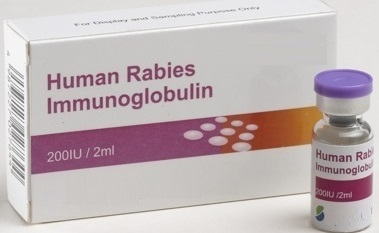 For Display and Sampling Purpose Only
Human Rabies
Immunoglobulin
200IU / 2ml
Human Rabies
Immunoglobulin
200IU /2ml